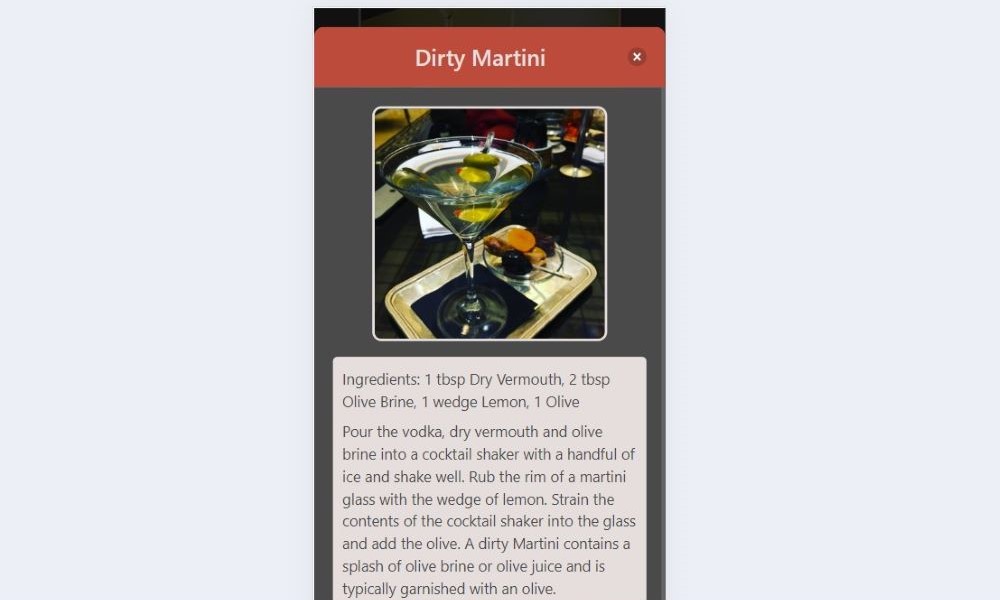 Dirty Martini
Ingredients: 1 tbsp Dry Vermouth, 2 tbsp
Olive Brine, 1 wedge Lemon, 1 Olive
Pour the vodka, dry vermouth and olive
brine into a cocktail shaker with a handful of
ice and shake well. Rub the rim of a martini
glass with the wedge of lemon. Strain the
contents of the cocktail shaker into the glass
and add the olive. A dirty Martini contains a
splash of olive brine or olive juice and is
typically garnished with an olive.